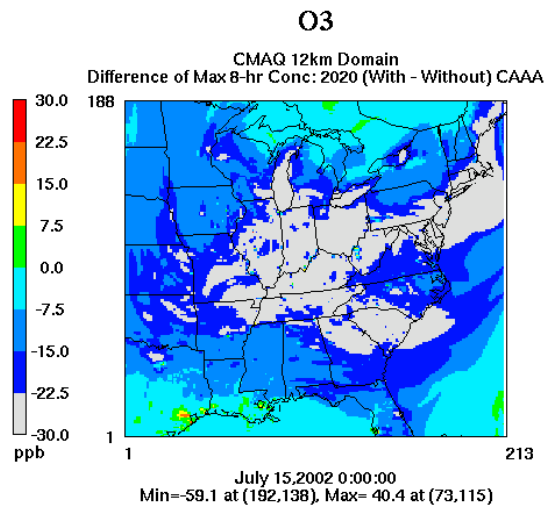 O3
CMAQ 12km Domain
Difference of Max 8-hr Conc: 2020 (With - Without) CAAA
30.0
22.5
15.0
7.5
0.0
-7.5
-15.0
-22.5
-30.0
ppb
188
1
1
213
July 15,2002 0:00:00
Min=-59.1 at (192,138), Max= 40.4 at (73,115)